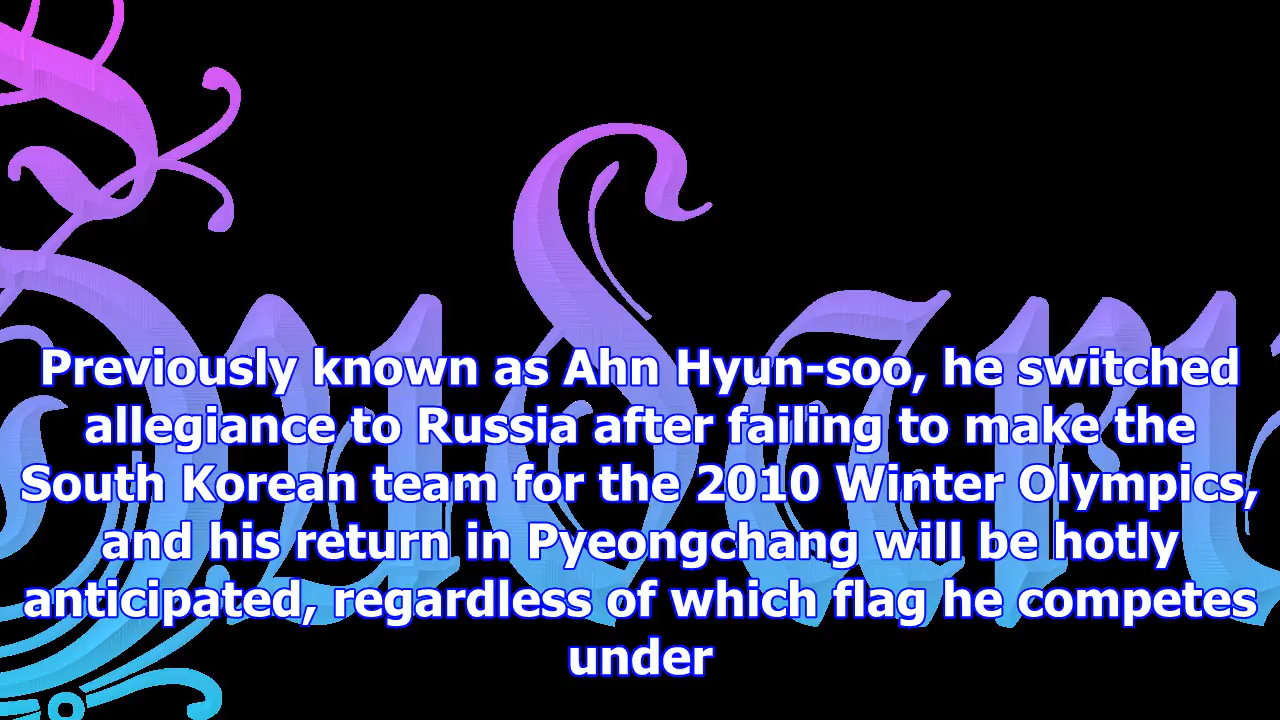 Previously known as Ahn Hyun-soo, he switched
allegiance to Russia after failing to make the
South Korean team for the 2010 Winter Olympics,
and his return in Pyeongchang will be hotly
anticipated, regardless of which flag he competes
under